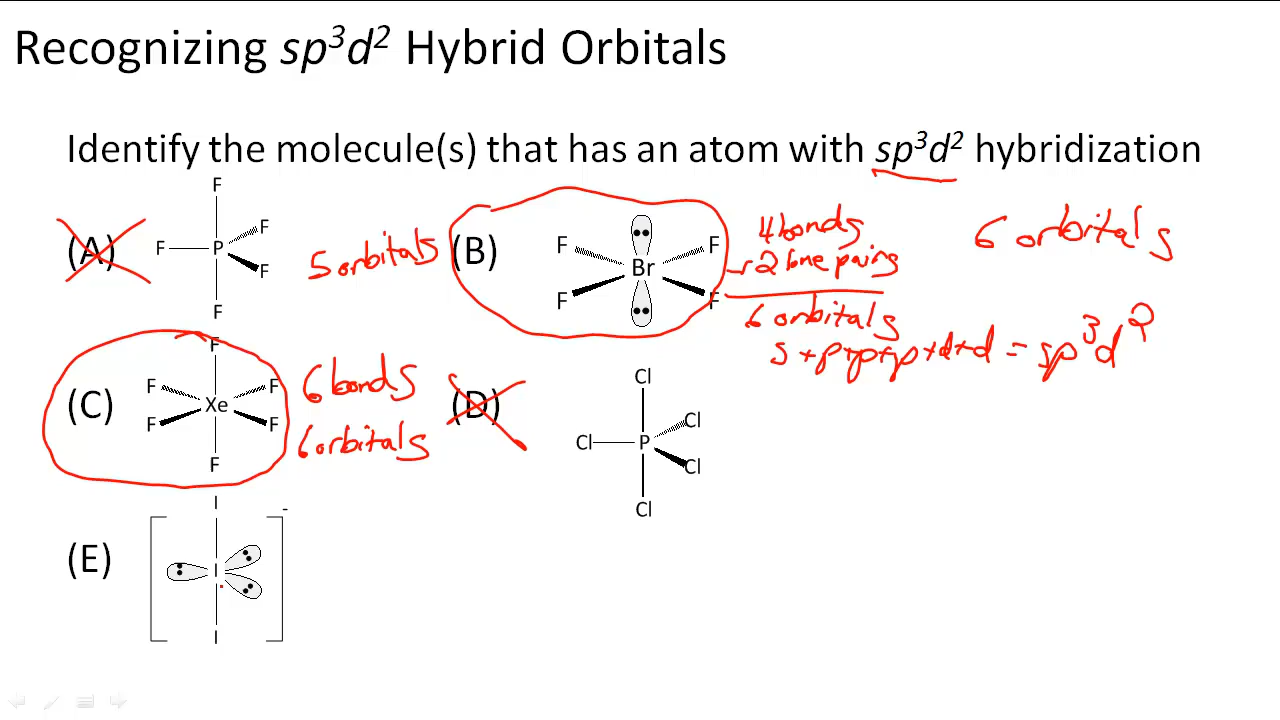 Recognizing sp³d² Hybrid Orbitals
Identify the molecule(s) that has an atom with sp³d² hybridization
(A)
F
F P F
F
F
5 orbitals
(B)
F F
Br
F F
4 bonds
2 lone pairs
6 orbitals
s+p+p+p+d+d = sp³d²
6 orbitals
(C)
F
F F
Xe
F F
F
6 bonds
6 orbitals
(D)
Cl
Cl
Cl P
Cl
Cl
(E)
I
-
I
I